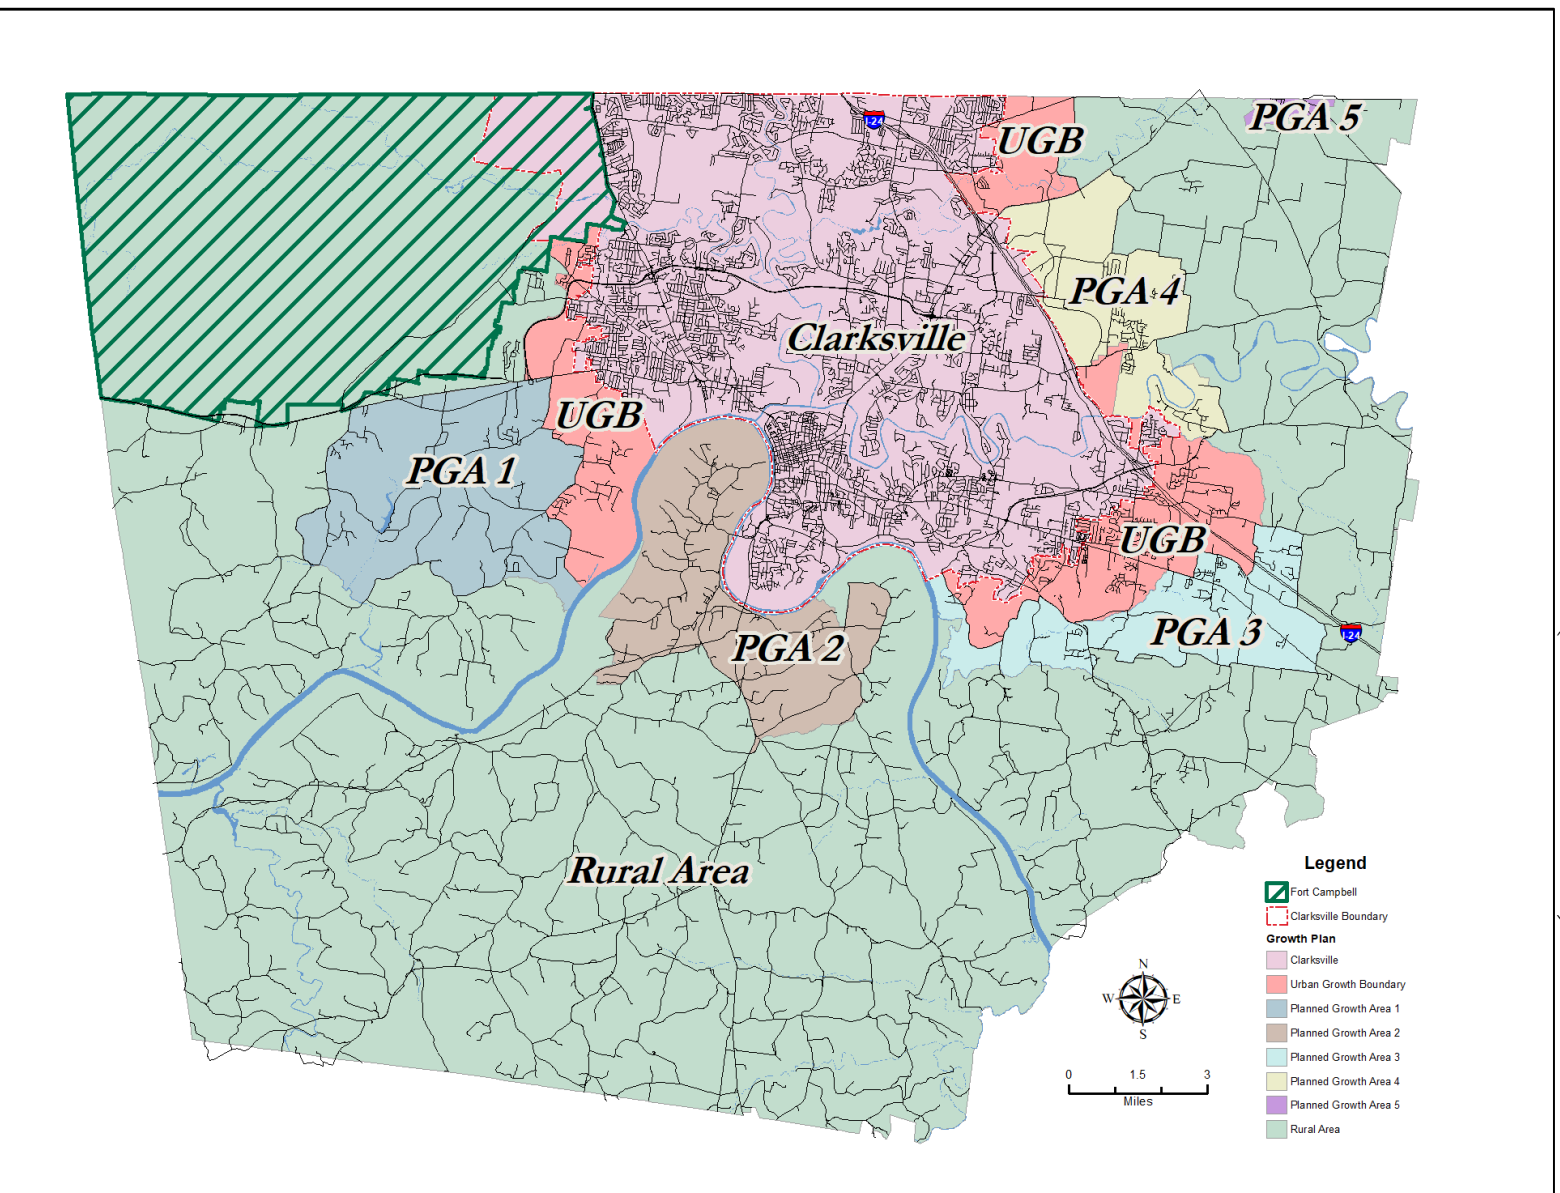 PGA 5
I-24
UGB
PGA 4
Clarksville
UGB
PGA 1
UGB
PGA 3
I-24
PGA 2
Rural Area
Legend
Fort Campbell
Clarksville Boundary
Growth Plan
Clarksville
Urban Growth Boundary
Planned Growth Area 1
Planned Growth Area 2
Planned Growth Area 3
Planned Growth Area 4
Planned Growth Area 5
Rural Area
N
W E
S
0 1.5 3
Miles